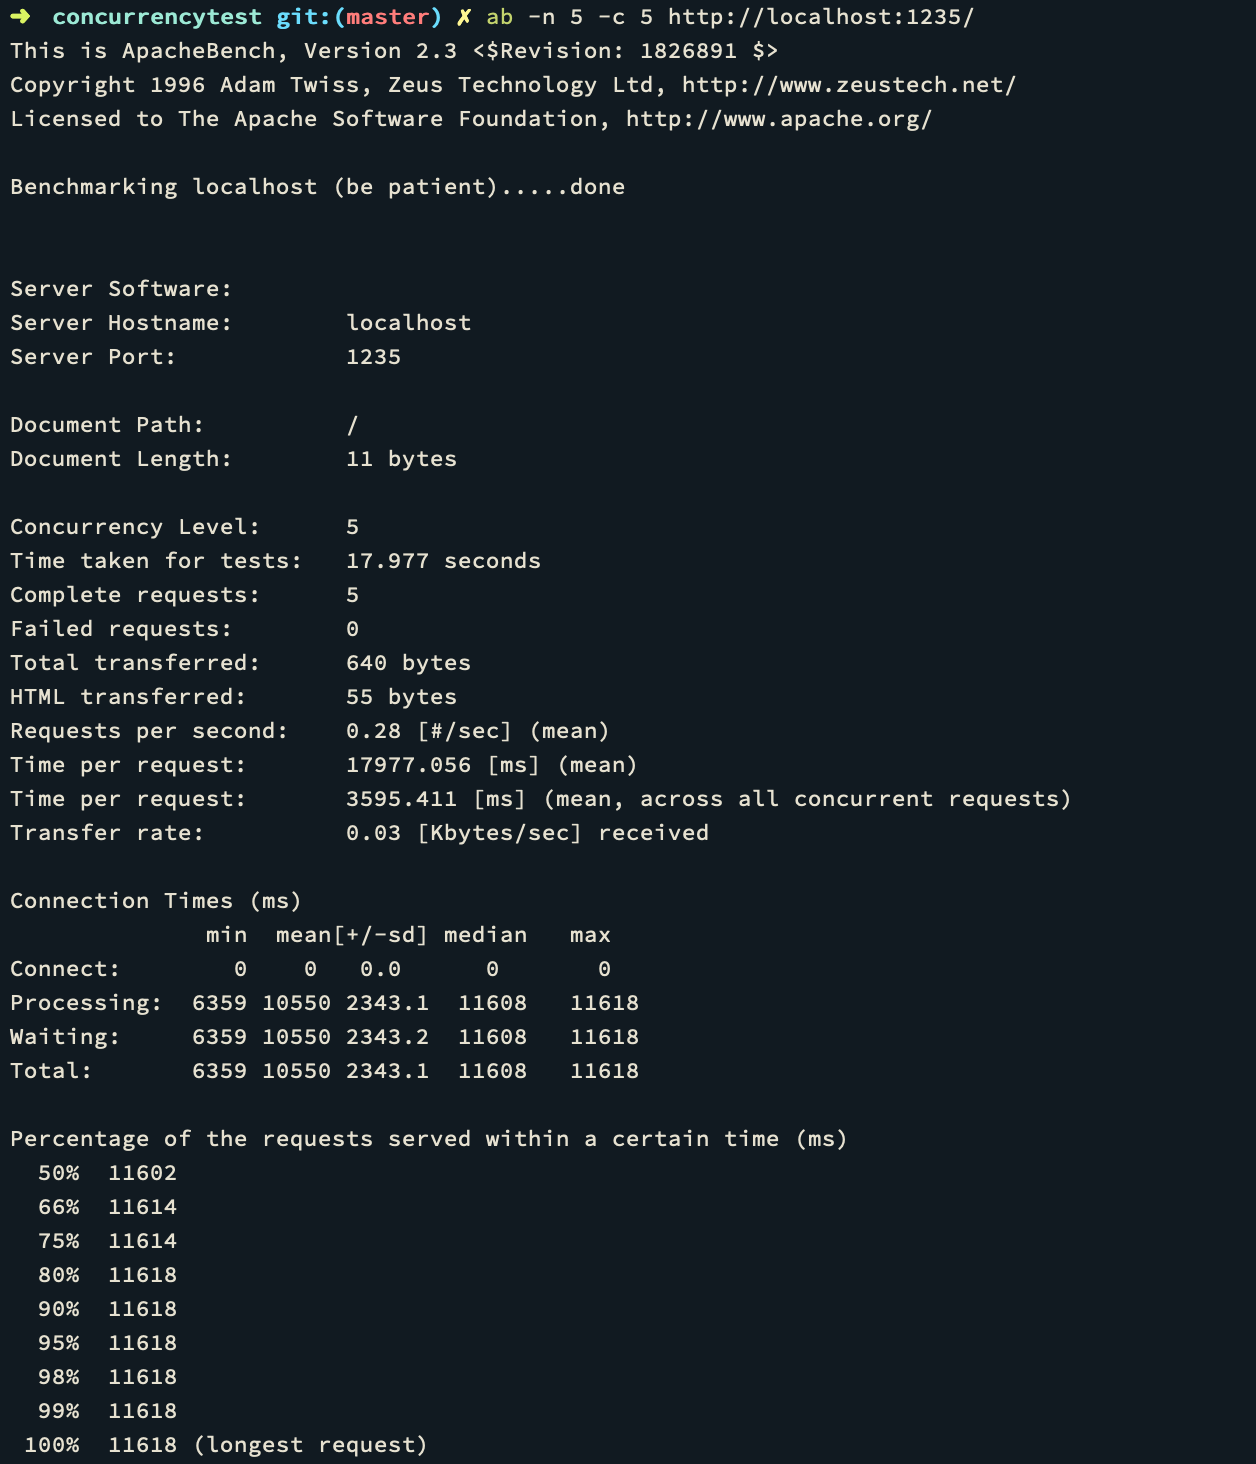 ➜  concurrencytest git:(master) ✗ ab -n 5 -c 5 http://localhost:1235/
This is ApacheBench, Version 2.3 <$Revision: 1826891 $>
Copyright 1996 Adam Twiss, Zeus Technology Ltd, http://www.zeustech.net/
Licensed to The Apache Software Foundation, http://www.apache.org/

Benchmarking localhost (be patient).....done


Server Software:
Server Hostname:        localhost
Server Port:            1235

Document Path:          /
Document Length:        11 bytes

Concurrency Level:      5
Time taken for tests:   17.977 seconds
Complete requests:      5
Failed requests:        0
Total transferred:      640 bytes
HTML transferred:       55 bytes
Requests per second:    0.28 [#/sec] (mean)
Time per request:       17977.056 [ms] (mean)
Time per request:       3595.411 [ms] (mean, across all concurrent requests)
Transfer rate:          0.03 [Kbytes/sec] received

Connection Times (ms)
              min  mean[+/-sd] median   max
Connect:        0    0   0.0      0       0
Processing:  6359 10550 2343.1  11608   11618
Waiting:     6359 10550 2343.2  11608   11618
Total:       6359 10550 2343.1  11608   11618

Percentage of the requests served within a certain time (ms)
  50%  11602
  66%  11614
  75%  11614
  80%  11618
  90%  11618
  95%  11618
  98%  11618
  99%  11618
 100%  11618 (longest request)